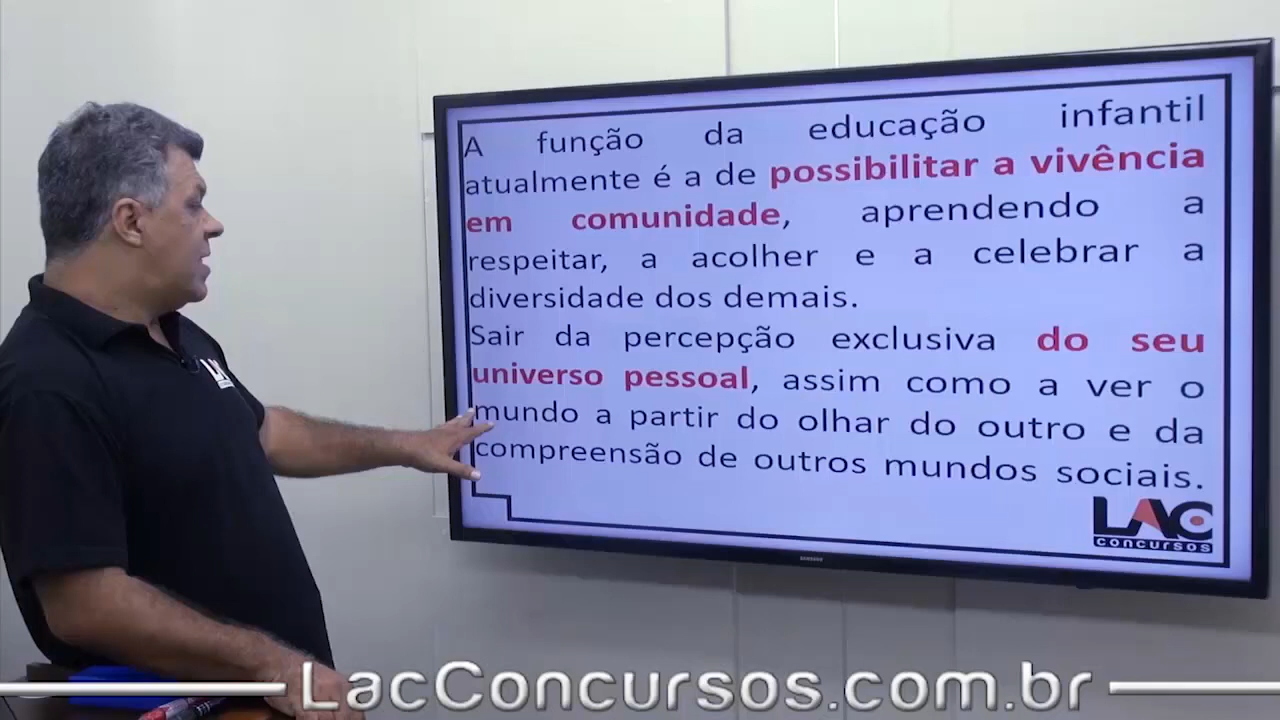 A função da educação infantil
atualmente é a de possibilitar a vivência
em comunidade, aprendendo a
respeitar, a acolher e a celebrar a
diversidade dos demais.
Sair da percepção exclusiva do seu
universo pessoal, assim como a ver o
mundo a partir do olhar do outro e da
compreensão de outros mundos sociais.
LAC
CONCURSOS
SAMSUNG
LacConcursos.com.br